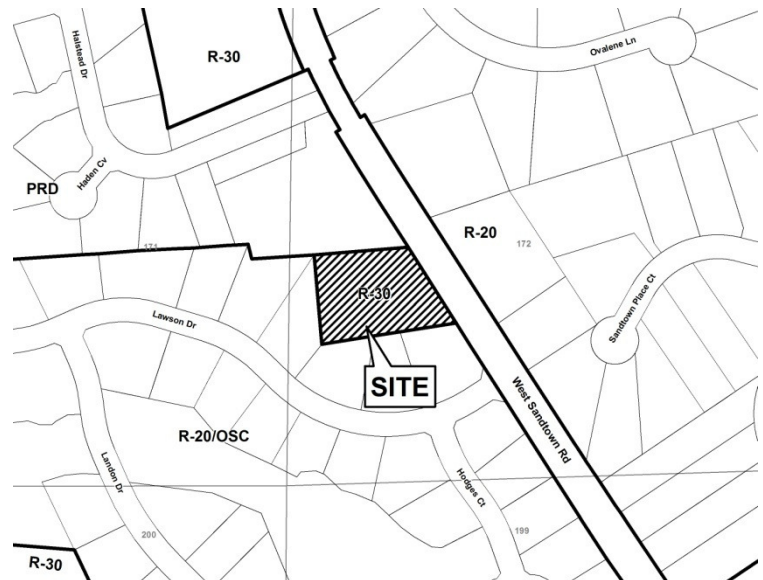 Halstead Dr
R-30
Ovalene Ln
Haden Cv
PRD
171
R-20
172
R-30
Sandtown Place Ct
Lawson Dr
SITE
West Sandtown Rd
R-20/OSC
Landon Dr
Hodges Ct
199
200
R-30